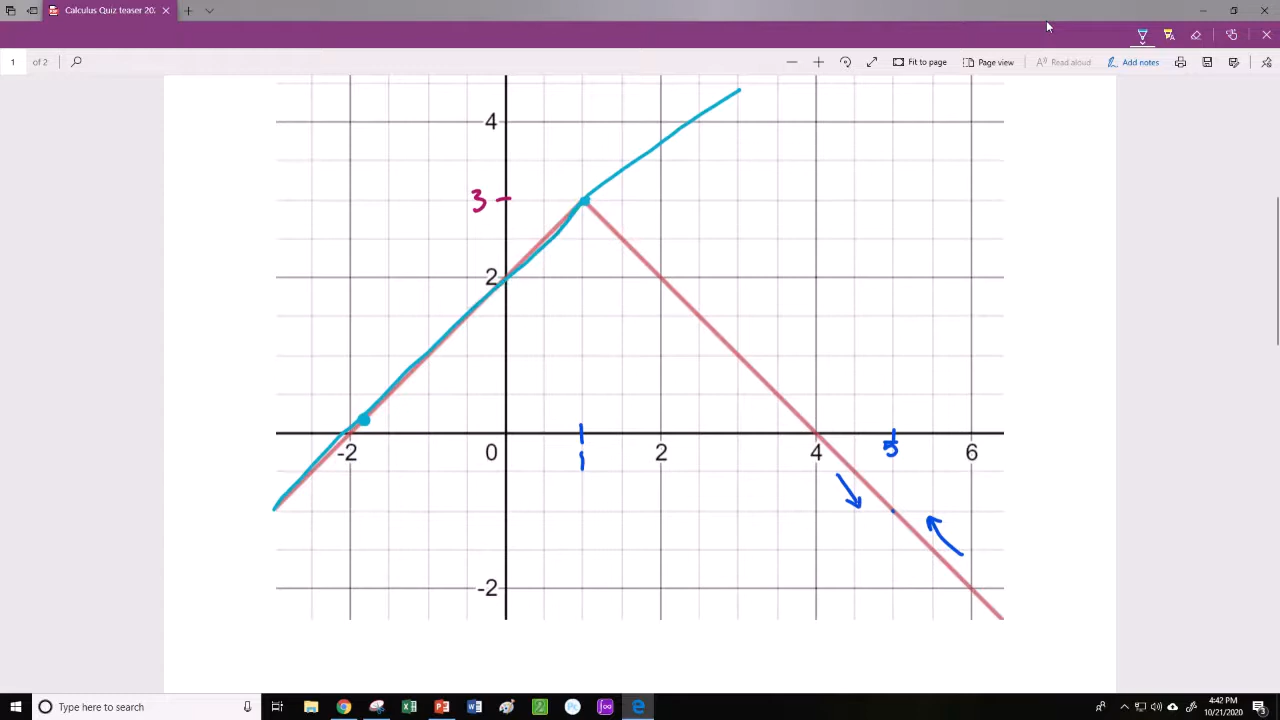 Calculus Quiz teaser 202
1 of 2
Fit to page
Page view
Read aloud
Add notes
4
3
2
-2 0 1 2 4 5 6
-2
Type here to search
4:42 PM
10/21/2020